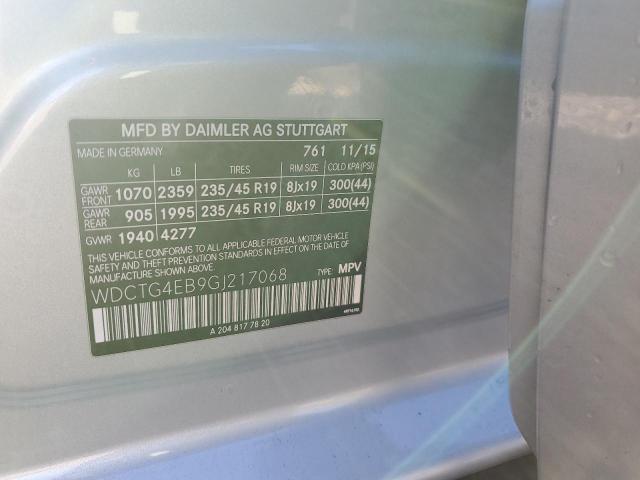 MFD BY DAIMLER AG STUTTGART
MADE IN GERMANY 761 11/15
KG LB TIRES RIM SIZE COLD KPA(PSI)
GAWR FRONT 1070 2359 235/45 R19 8Jx19 300(44)
GAWR REAR 905 1995 235/45 R19 8Jx19 300(44)
GVWR 1940 4277
THIS VEHICLE CONFORMS TO ALL APPLICABLE FEDERAL MOTOR VEHICLE
SAFETY AND THEFT PREVENTION STANDARDS IN EFFECT ON THE
DATE OF MANUFACTURE SHOWN ABOVE.
WDCTG4EB9GJ217068 TYPE: MPV
A 204 817 78 20